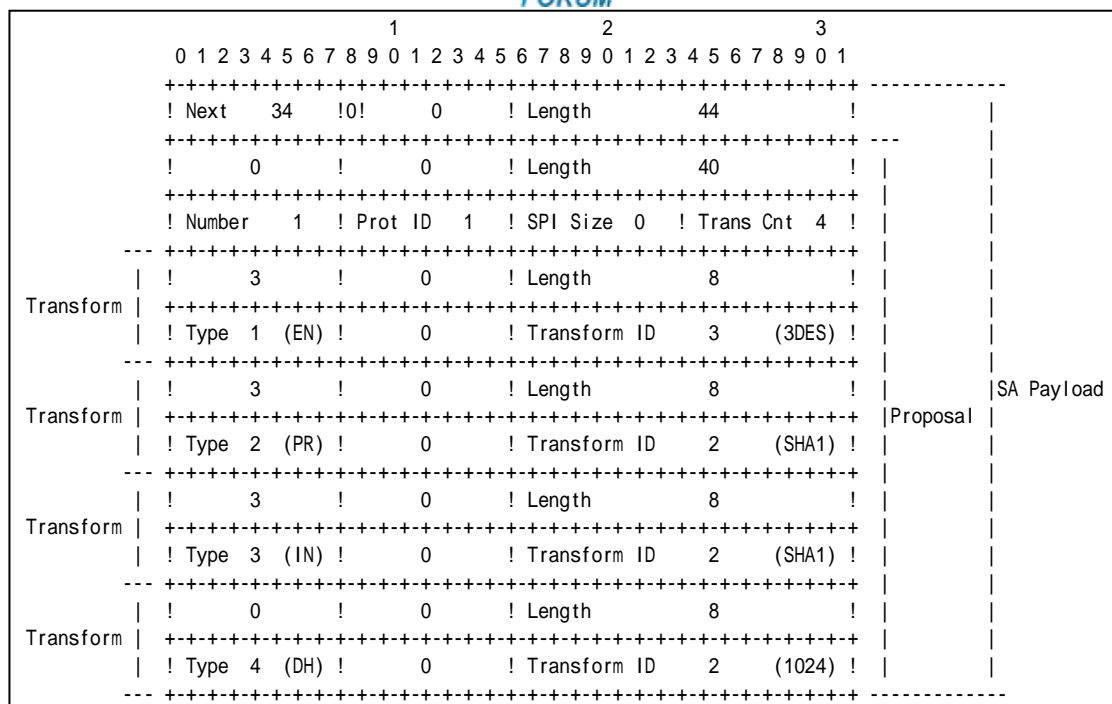 FORUM
1 2 3
0 1 2 3 4 5 6 7 8 9 0 1 2 3 4 5 6 7 8 9 0 1 2 3 4 5 6 7 8 9 0 1
+-+-+-+-+-+-+-+-+-+-+-+-+-+-+-+-+-+-+-+-+-+-+-+-+-+-+-+-+-+-+-+-+ -------------
! Next 34 !0! 0 ! Length 44 ! |
+-+-+-+-+-+-+-+-+-+-+-+-+-+-+-+-+-+-+-+-+-+-+-+-+-+-+-+-+-+-+-+-+ --- |
! 0 ! 0 ! Length 40 ! | |
+-+-+-+-+-+-+-+-+-+-+-+-+-+-+-+-+-+-+-+-+-+-+-+-+-+-+-+-+-+-+-+-+ | |
! Number 1 ! Prot ID 1 ! SPI Size 0 ! Trans Cnt 4 ! | |
--- +-+-+-+-+-+-+-+-+-+-+-+-+-+-+-+-+-+-+-+-+-+-+-+-+-+-+-+-+-+-+-+-+ | |
| ! 3 ! 0 ! Length 8 ! | |
Transform | +-+-+-+-+-+-+-+-+-+-+-+-+-+-+-+-+-+-+-+-+-+-+-+-+-+-+-+-+-+-+-+-+ | |
| ! Type 1 (EN) ! 0 ! Transform ID 3 (3DES) ! | |
--- +-+-+-+-+-+-+-+-+-+-+-+-+-+-+-+-+-+-+-+-+-+-+-+-+-+-+-+-+-+-+-+-+ | |
| ! 3 ! 0 ! Length 8 ! | |SA Payload
Transform | +-+-+-+-+-+-+-+-+-+-+-+-+-+-+-+-+-+-+-+-+-+-+-+-+-+-+-+-+-+-+-+-+ |Proposal |
| ! Type 2 (PR) ! 0 ! Transform ID 2 (SHA1) ! | |
--- +-+-+-+-+-+-+-+-+-+-+-+-+-+-+-+-+-+-+-+-+-+-+-+-+-+-+-+-+-+-+-+-+ | |
| ! 3 ! 0 ! Length 8 ! | |
Transform | +-+-+-+-+-+-+-+-+-+-+-+-+-+-+-+-+-+-+-+-+-+-+-+-+-+-+-+-+-+-+-+-+ | |
| ! Type 3 (IN) ! 0 ! Transform ID 2 (SHA1) ! | |
--- +-+-+-+-+-+-+-+-+-+-+-+-+-+-+-+-+-+-+-+-+-+-+-+-+-+-+-+-+-+-+-+-+ | |
| ! 0 ! 0 ! Length 8 ! | |
Transform | +-+-+-+-+-+-+-+-+-+-+-+-+-+-+-+-+-+-+-+-+-+-+-+-+-+-+-+-+-+-+-+-+ | |
| ! Type 4 (DH) ! 0 ! Transform ID 2 (1024) ! | |
--- +-+-+-+-+-+-+-+-+-+-+-+-+-+-+-+-+-+-+-+-+-+-+-+-+-+-+-+-+-+-+-+-+ -------------